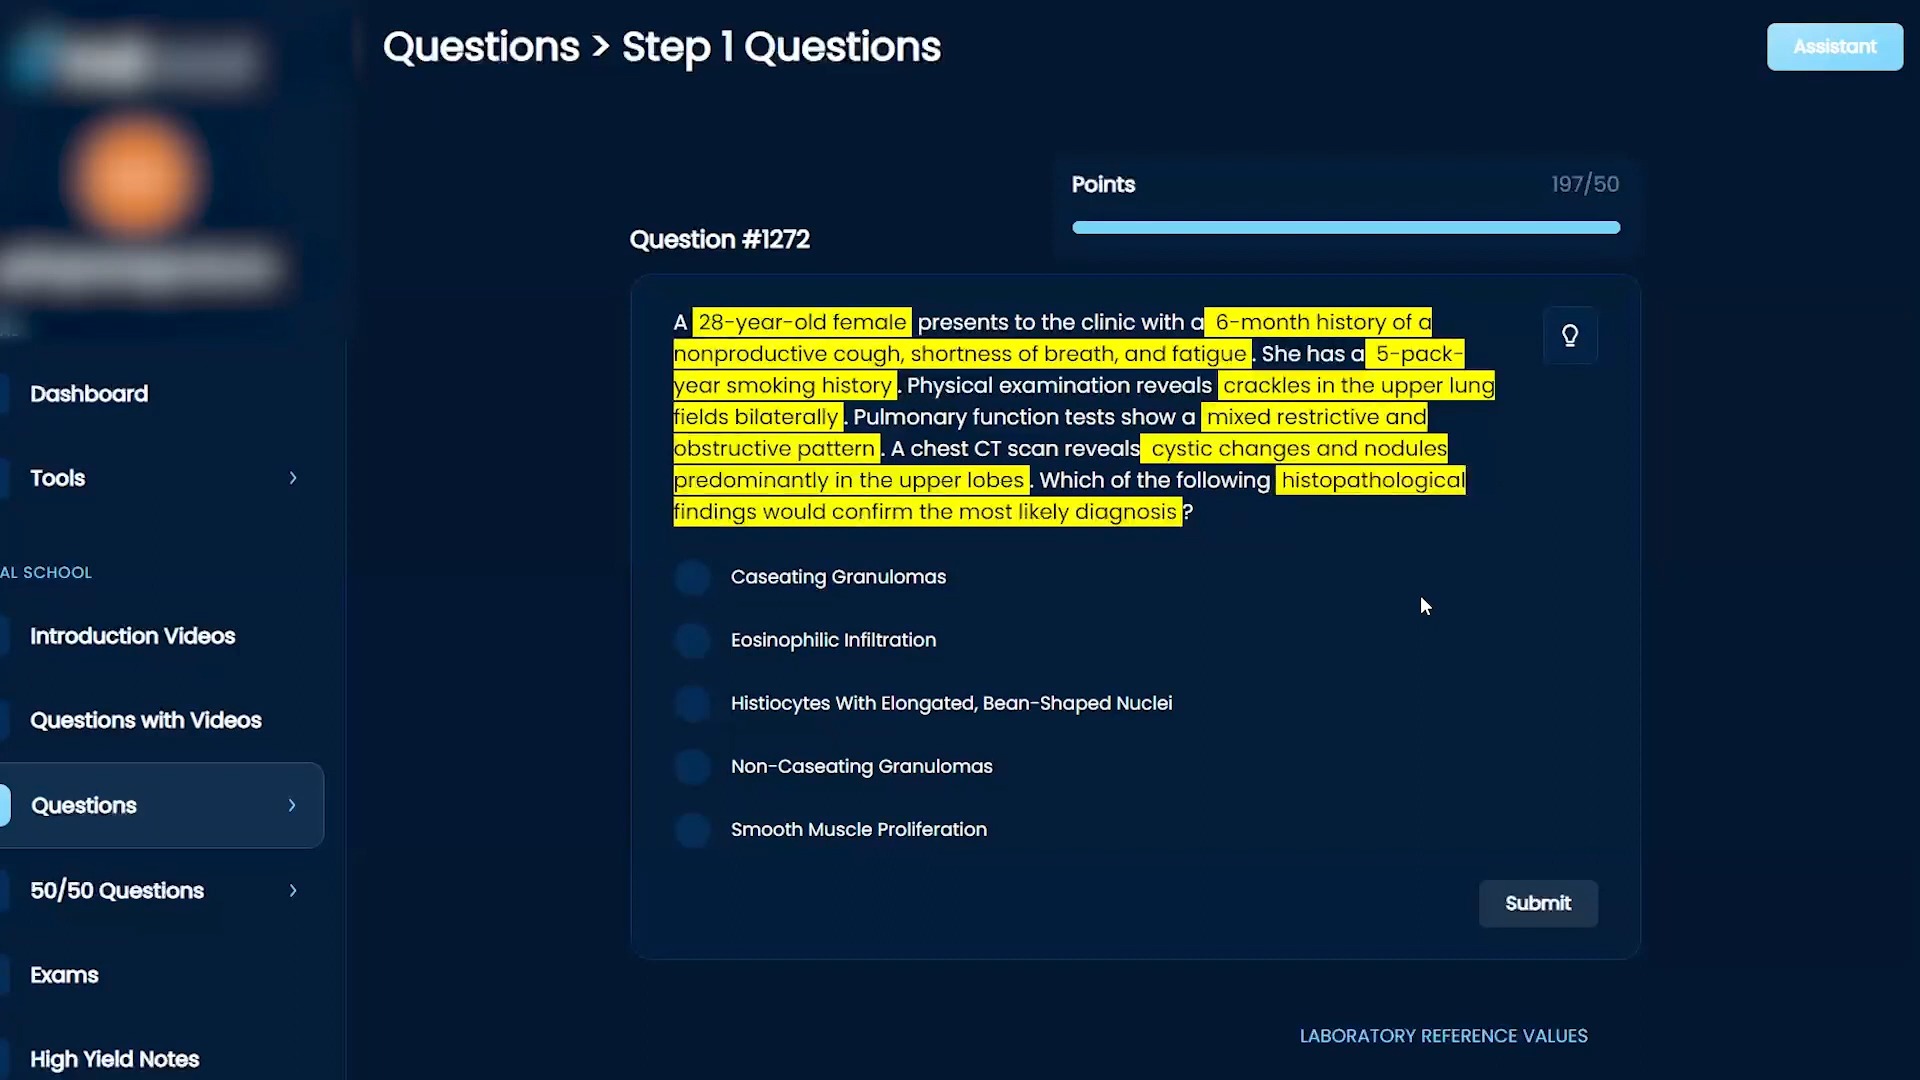 Questions > Step 1 Questions
Assistant
Points
197/50
Question #1272
A 28-year-old female presents to the clinic with a 6-month history of a
nonproductive cough, shortness of breath, and fatigue. She has a 5-pack-
year smoking history. Physical examination reveals crackles in the upper lung
fields bilaterally. Pulmonary function tests show a mixed restrictive and
obstructive pattern. A chest CT scan reveals cystic changes and nodules
predominantly in the upper lobes. Which of the following histopathological
findings would confirm the most likely diagnosis?
Caseating Granulomas
Eosinophilic Infiltration
Histiocytes With Elongated, Bean-Shaped Nuclei
Non-Caseating Granulomas
Smooth Muscle Proliferation
Submit
LABORATORY REFERENCE VALUES
Dashboard
Tools
AL SCHOOL
Introduction Videos
Questions with Videos
Questions
50/50 Questions
Exams
High Yield Notes